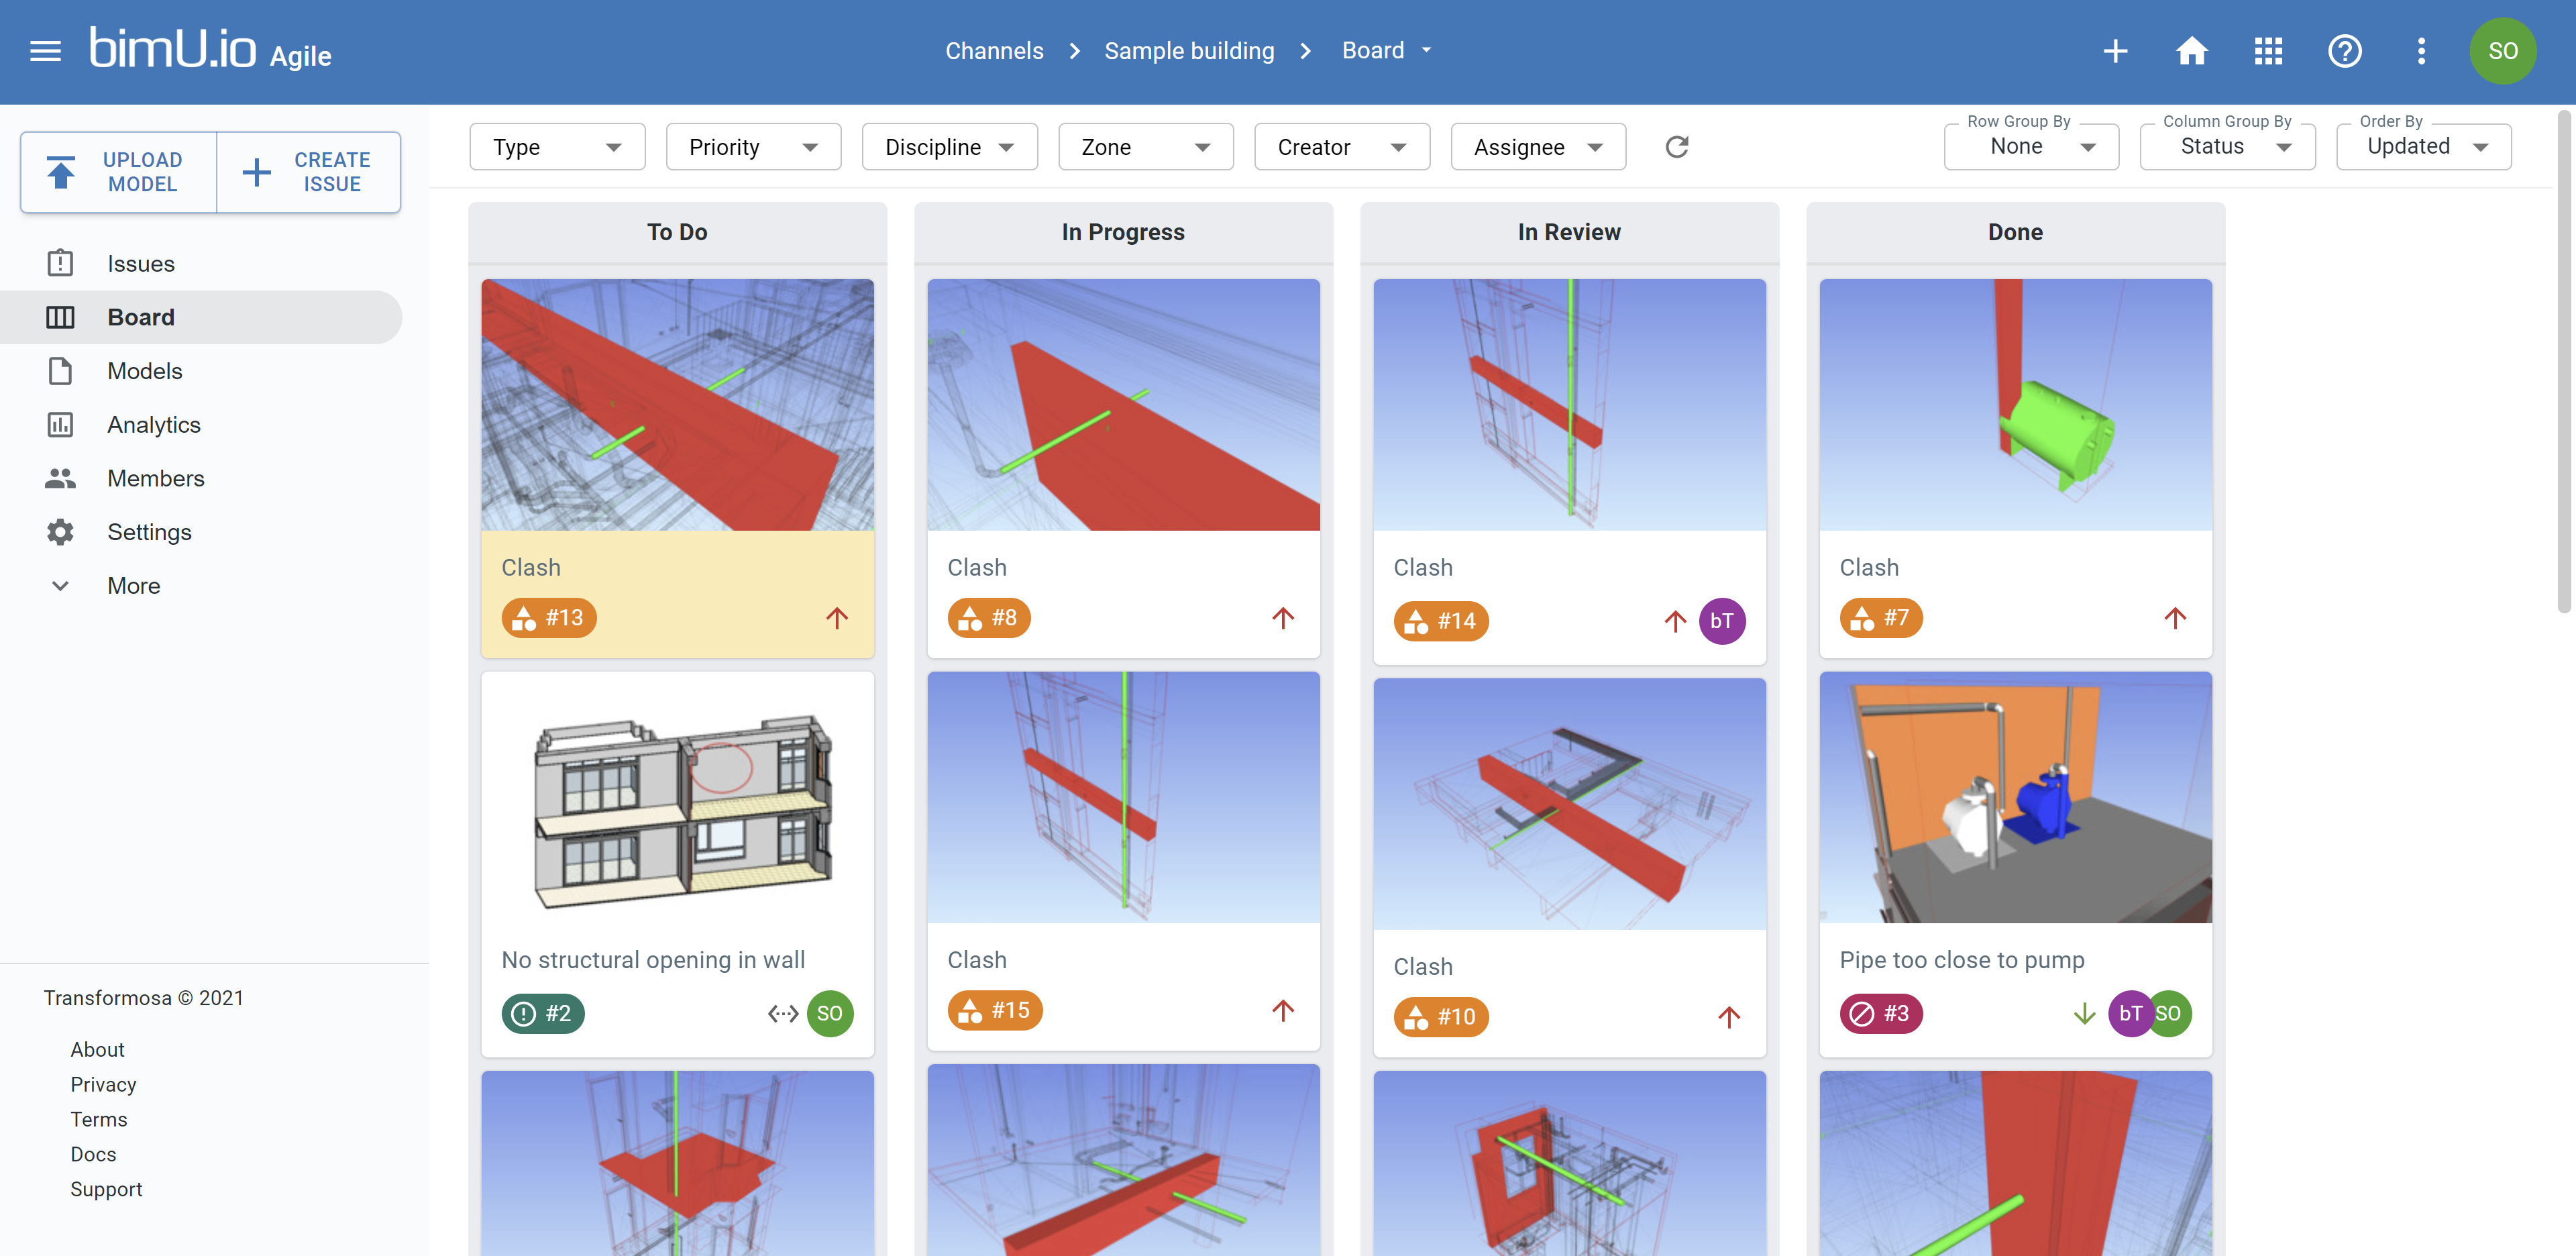 bimU.io Agile
Channels
Sample building
Board
SO
UPLOAD MODEL
CREATE ISSUE
Issues
Board
Models
Analytics
Members
Settings
More
Transformosa © 2021
About
Privacy
Terms
Docs
Support
Type
Priority
Discipline
Zone
Creator
Assignee
Row Group By
None
Column Group By
Status
Order By
Updated
To Do
Clash
#13
No structural opening in wall
#2
SO
In Progress
Clash
#8
Clash
#15
In Review
Clash
#14
bT
Clash
#10
Done
Clash
#7
Pipe too close to pump
#3
bT
SO